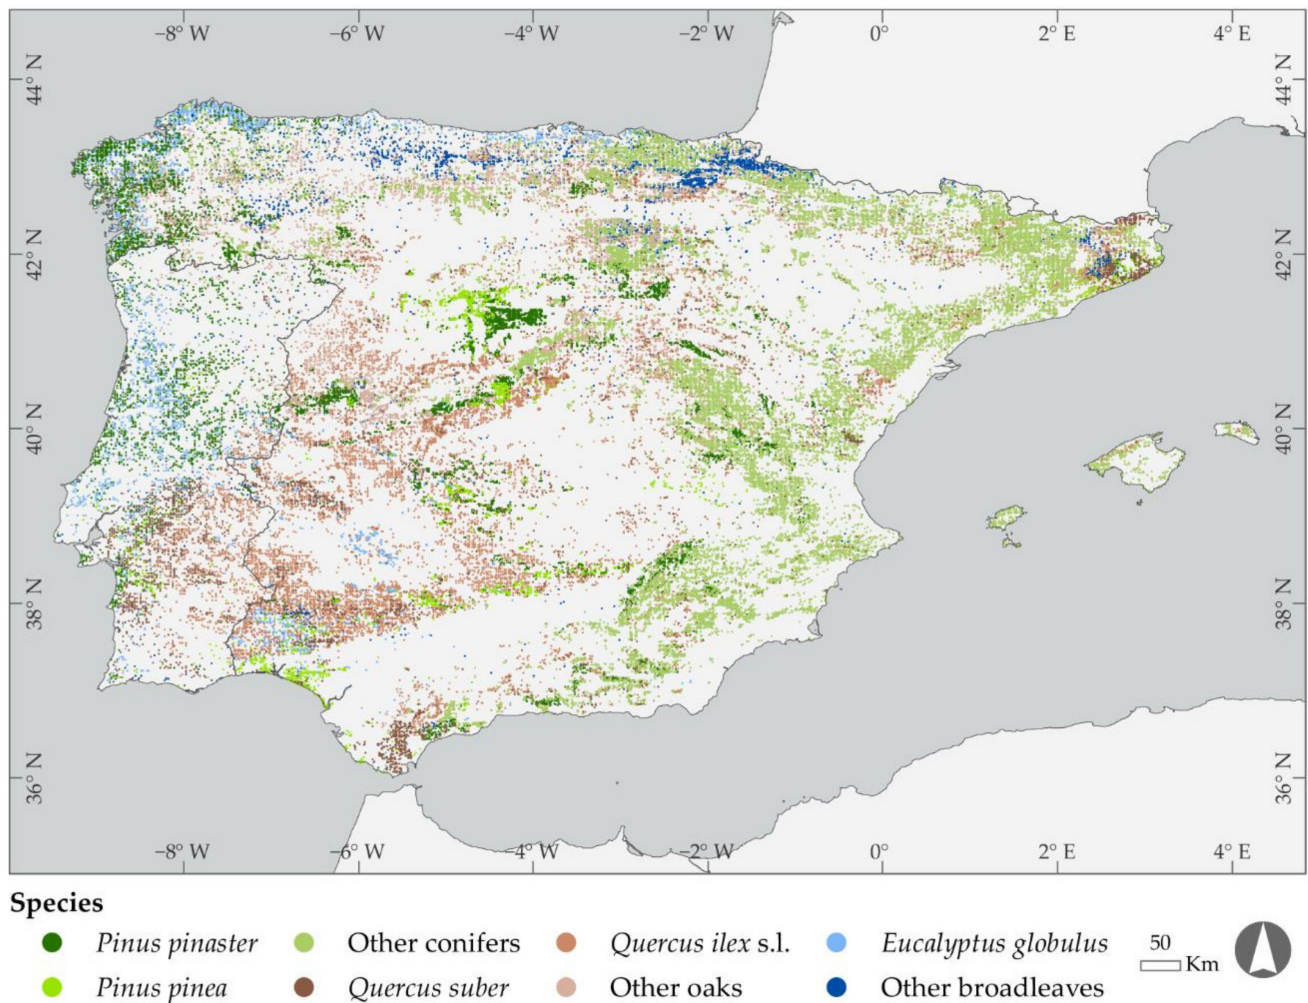 −8° W −6° W −4° W −2° W 0° 2° E 4° E
44° N 44° N
42° N 42° N
40° N 40° N
38° N 38° N
36° N 36° N
−8° W −6° W −4° W −2° W 0° 2° E 4° E
Species
Pinus pinaster Other conifers Quercus ilex s.l. Eucalyptus globulus 50
Km
Pinus pinea Quercus suber Other oaks Other broadleaves